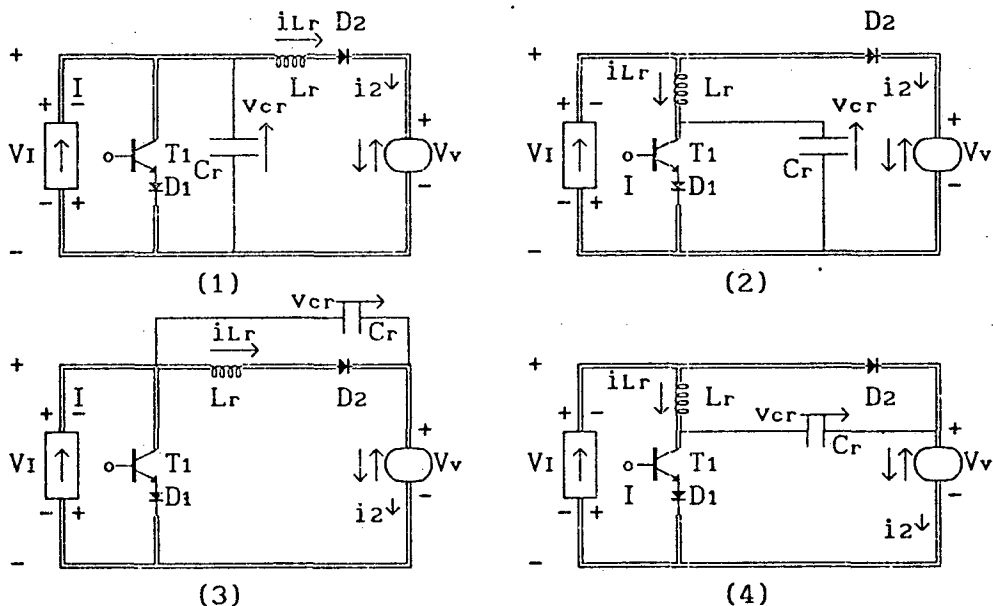 iLr D2
+ +
I iLr D2
+ Lr i2 + - Lr i2
Vcr + Vcr +
VI T1 Vv VI T1 Vv
Cr Cr
D1 - I D1 -
- + - +
- -
(1) (2)
Vcr
Cr
iLr
+ +
I Lr D2 iLr Lr D2
+ + - Vcr
+ Cr +
VI T1 Vv VI T1 Vv
D1 - I D1 -
- + i2 - + i2
- -
(3) (4)